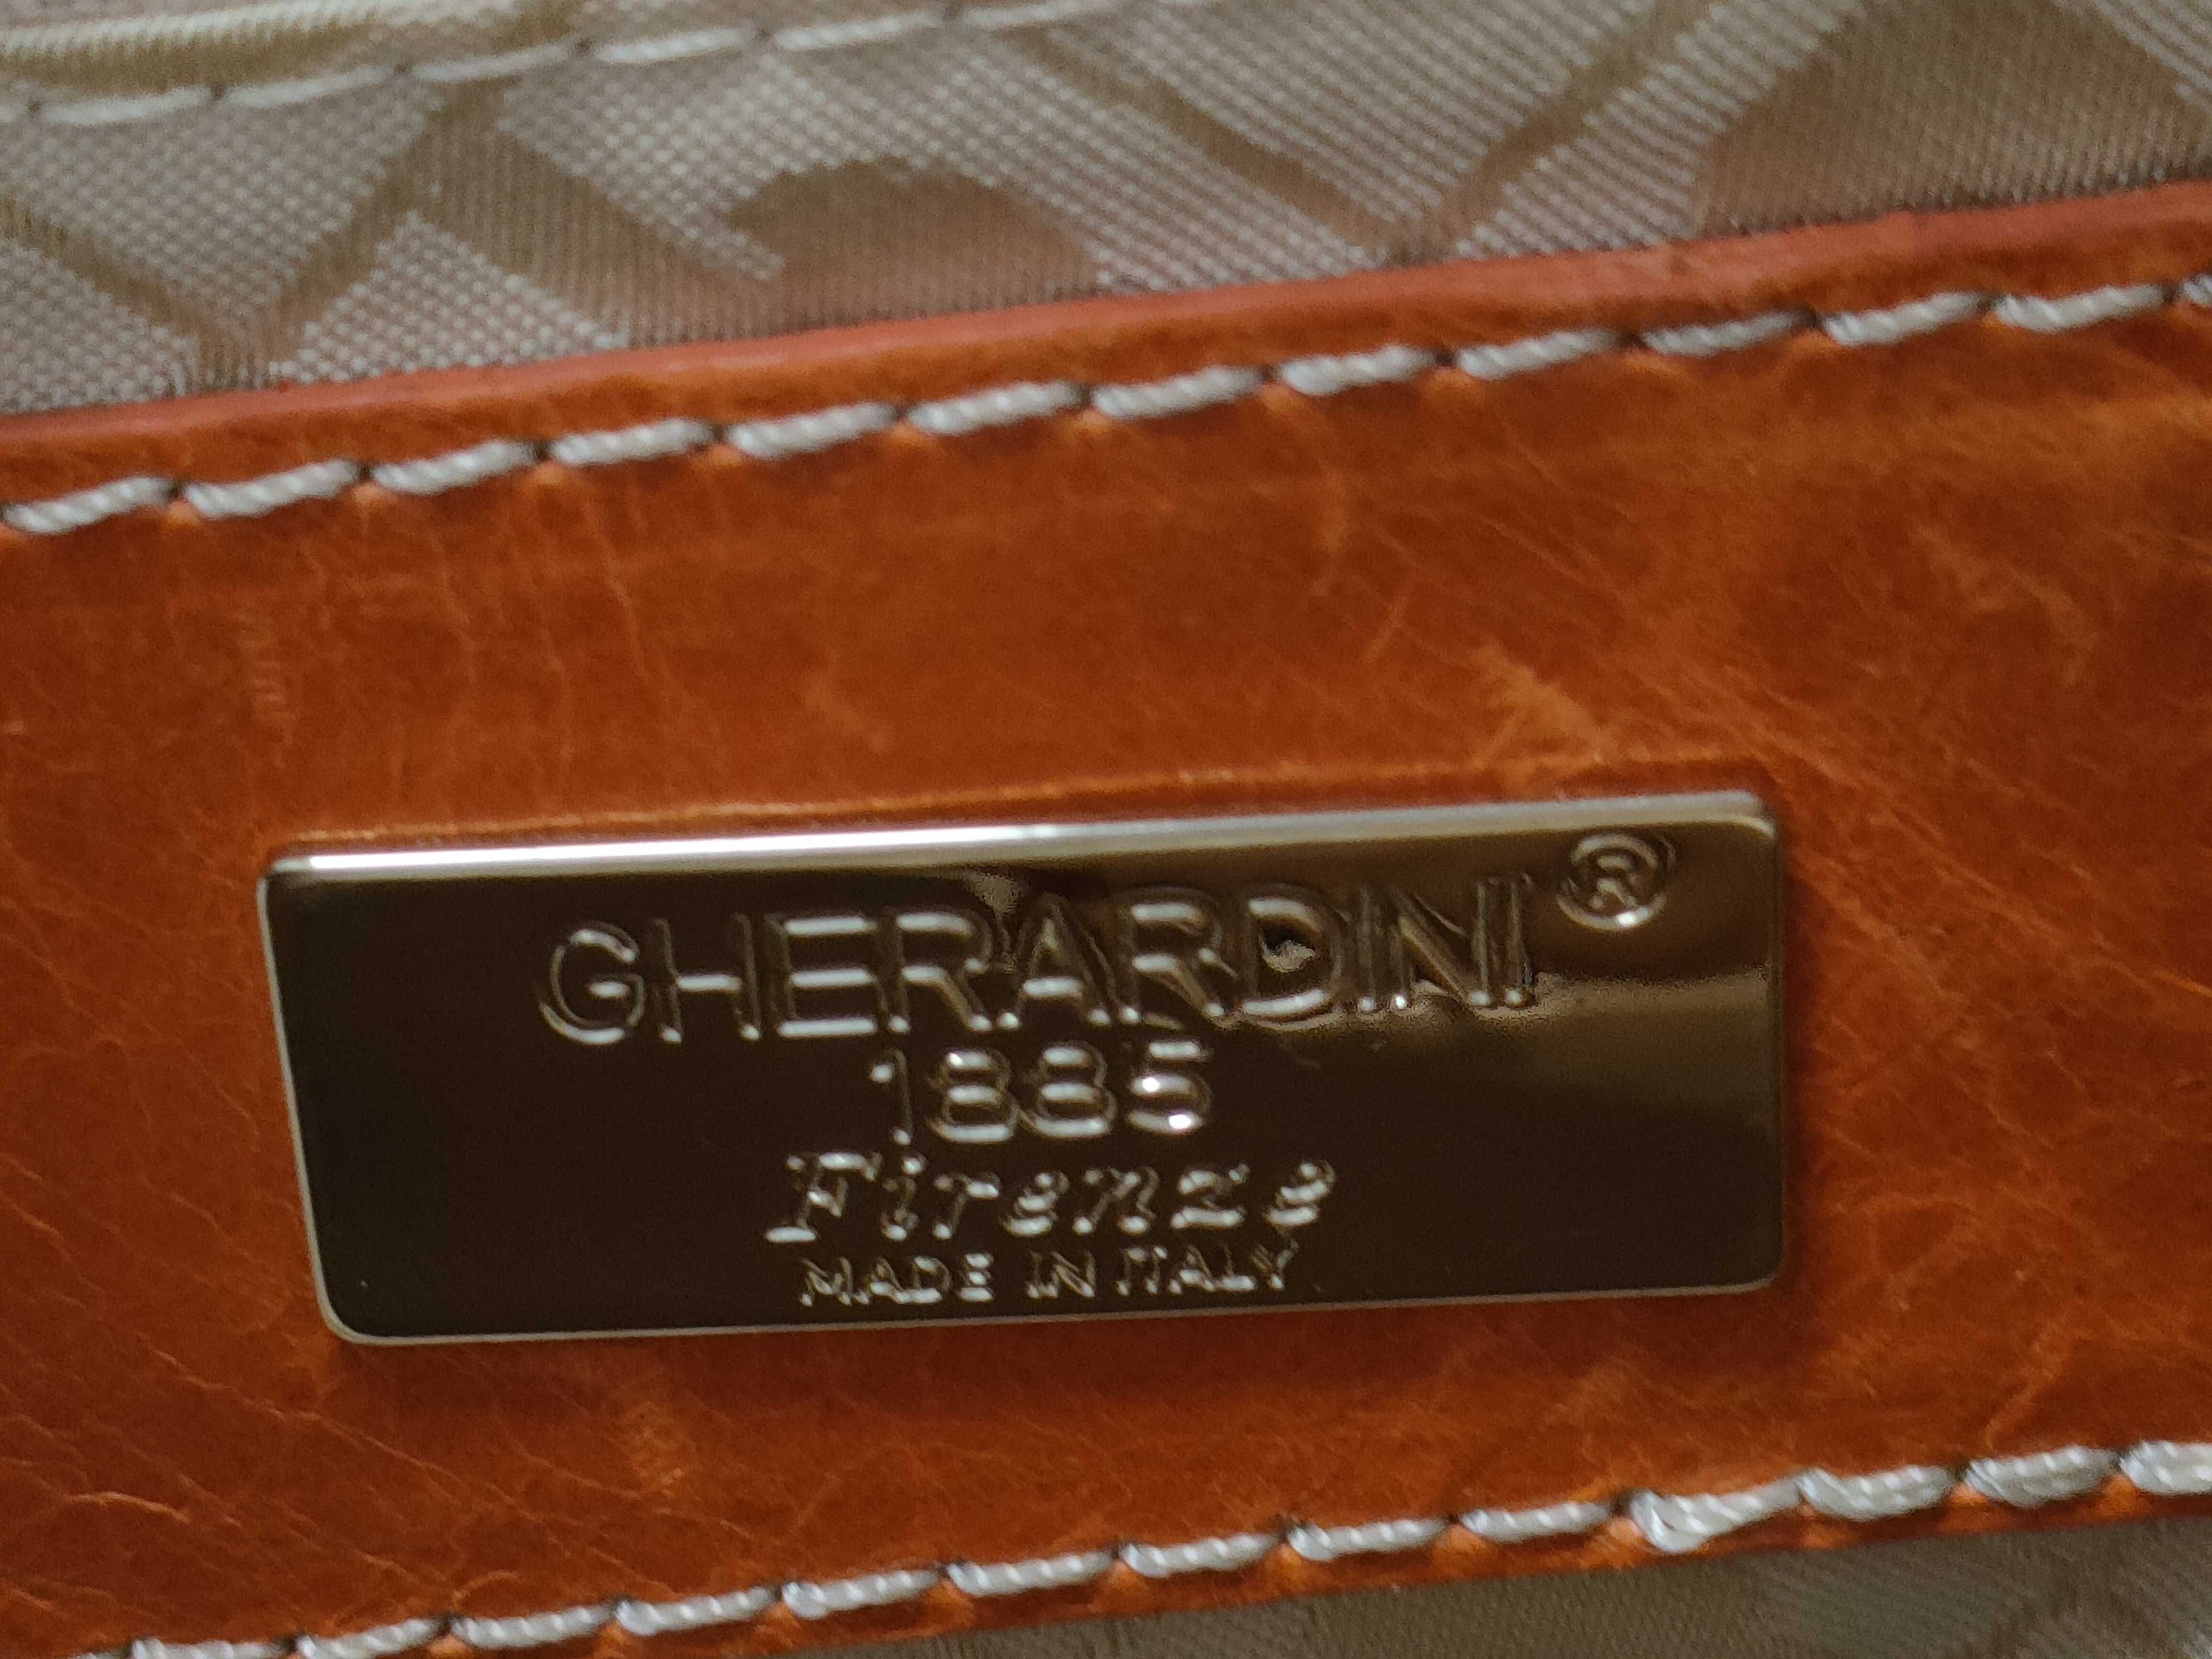 GHERARDINI®
1885
Firenze
MADE IN ITALY